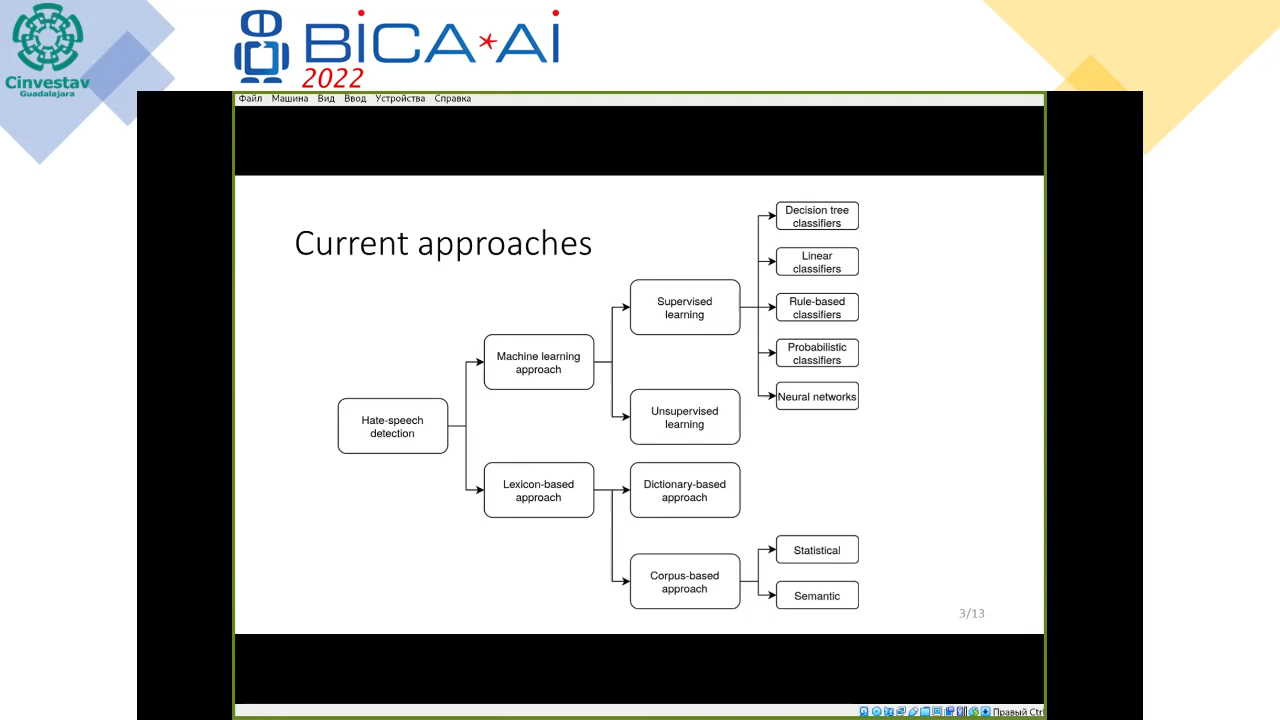 Cinvestav
Guadalajara
BICA*AI
2022
Файл Машина Вид Ввод Устройства Справка
Current approaches
Hate-speech
detection
Machine learning
approach
Lexicon-based
approach
Supervised
learning
Unsupervised
learning
Dictionary-based
approach
Corpus-based
approach
Decision tree
classifiers
Linear
classifiers
Rule-based
classifiers
Probabilistic
classifiers
Neural networks
Statistical
Semantic
3/13
Правый Ctrl